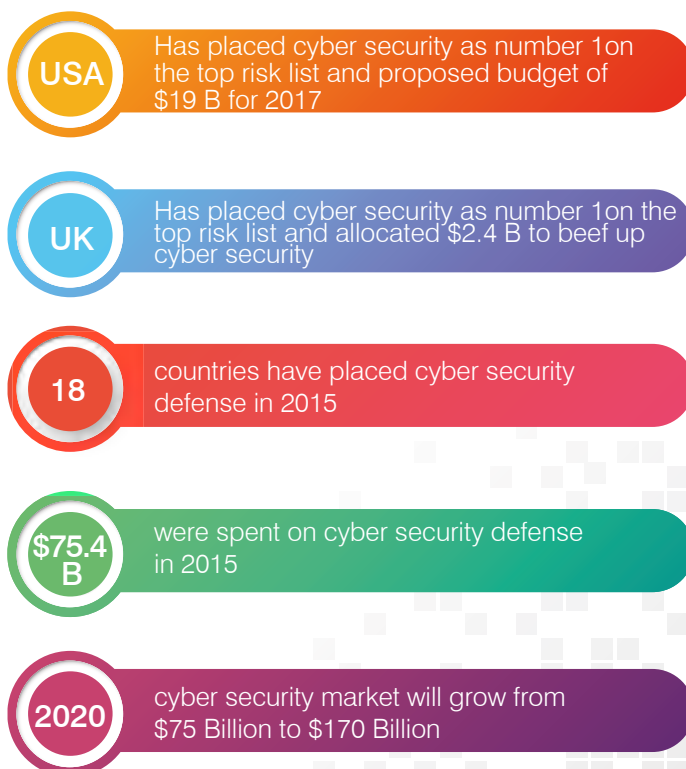 USA
Has placed cyber security as number 1on
the top risk list and proposed budget of
$19 B for 2017
UK
Has placed cyber security as number 1on the
top risk list and allocated $2.4 B to beef up
cyber security
18
countries have placed cyber security
defense in 2015
$75.4
B
were spent on cyber security defense
in 2015
2020
cyber security market will grow from
$75 Billion to $170 Billion